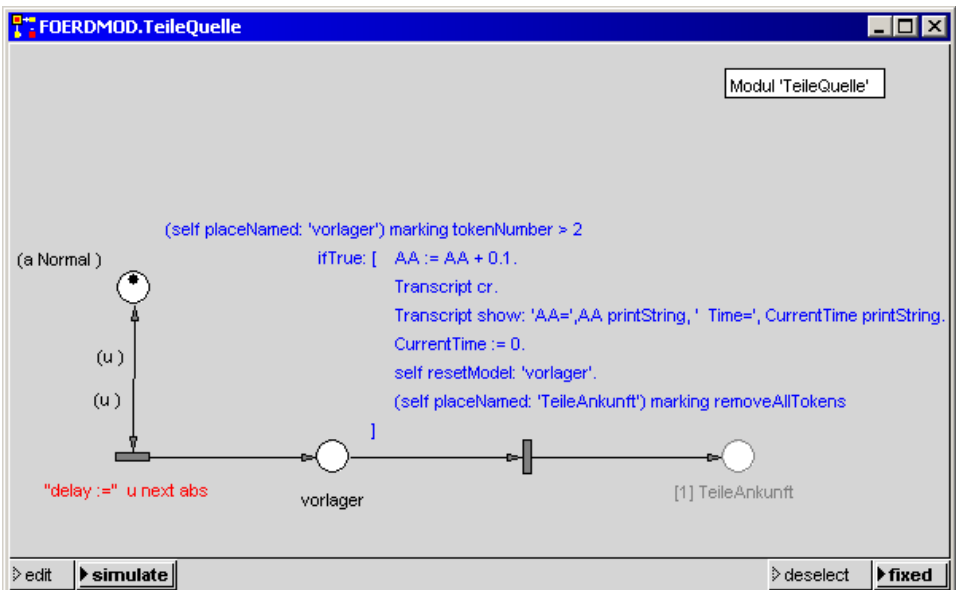 FOERDMOD.TeileQuelle
Modul 'TeileQuelle'
(self placeNamed: 'vorlager') marking tokenNumber > 2
(a Normal )
ifTrue: [ AA := AA + 0.1.
Transcript cr.
Transcript show: 'AA=',AA printString, ' Time=', CurrentTime printString.
CurrentTime := 0.
(u )
self resetModel: 'vorlager'.
(u )
(self placeNamed: 'TeileAnkunft') marking removeAllTokens
]
"delay :=" u next abs
vorlager
[1] TeileAnkunft
edit simulate deselect fixed